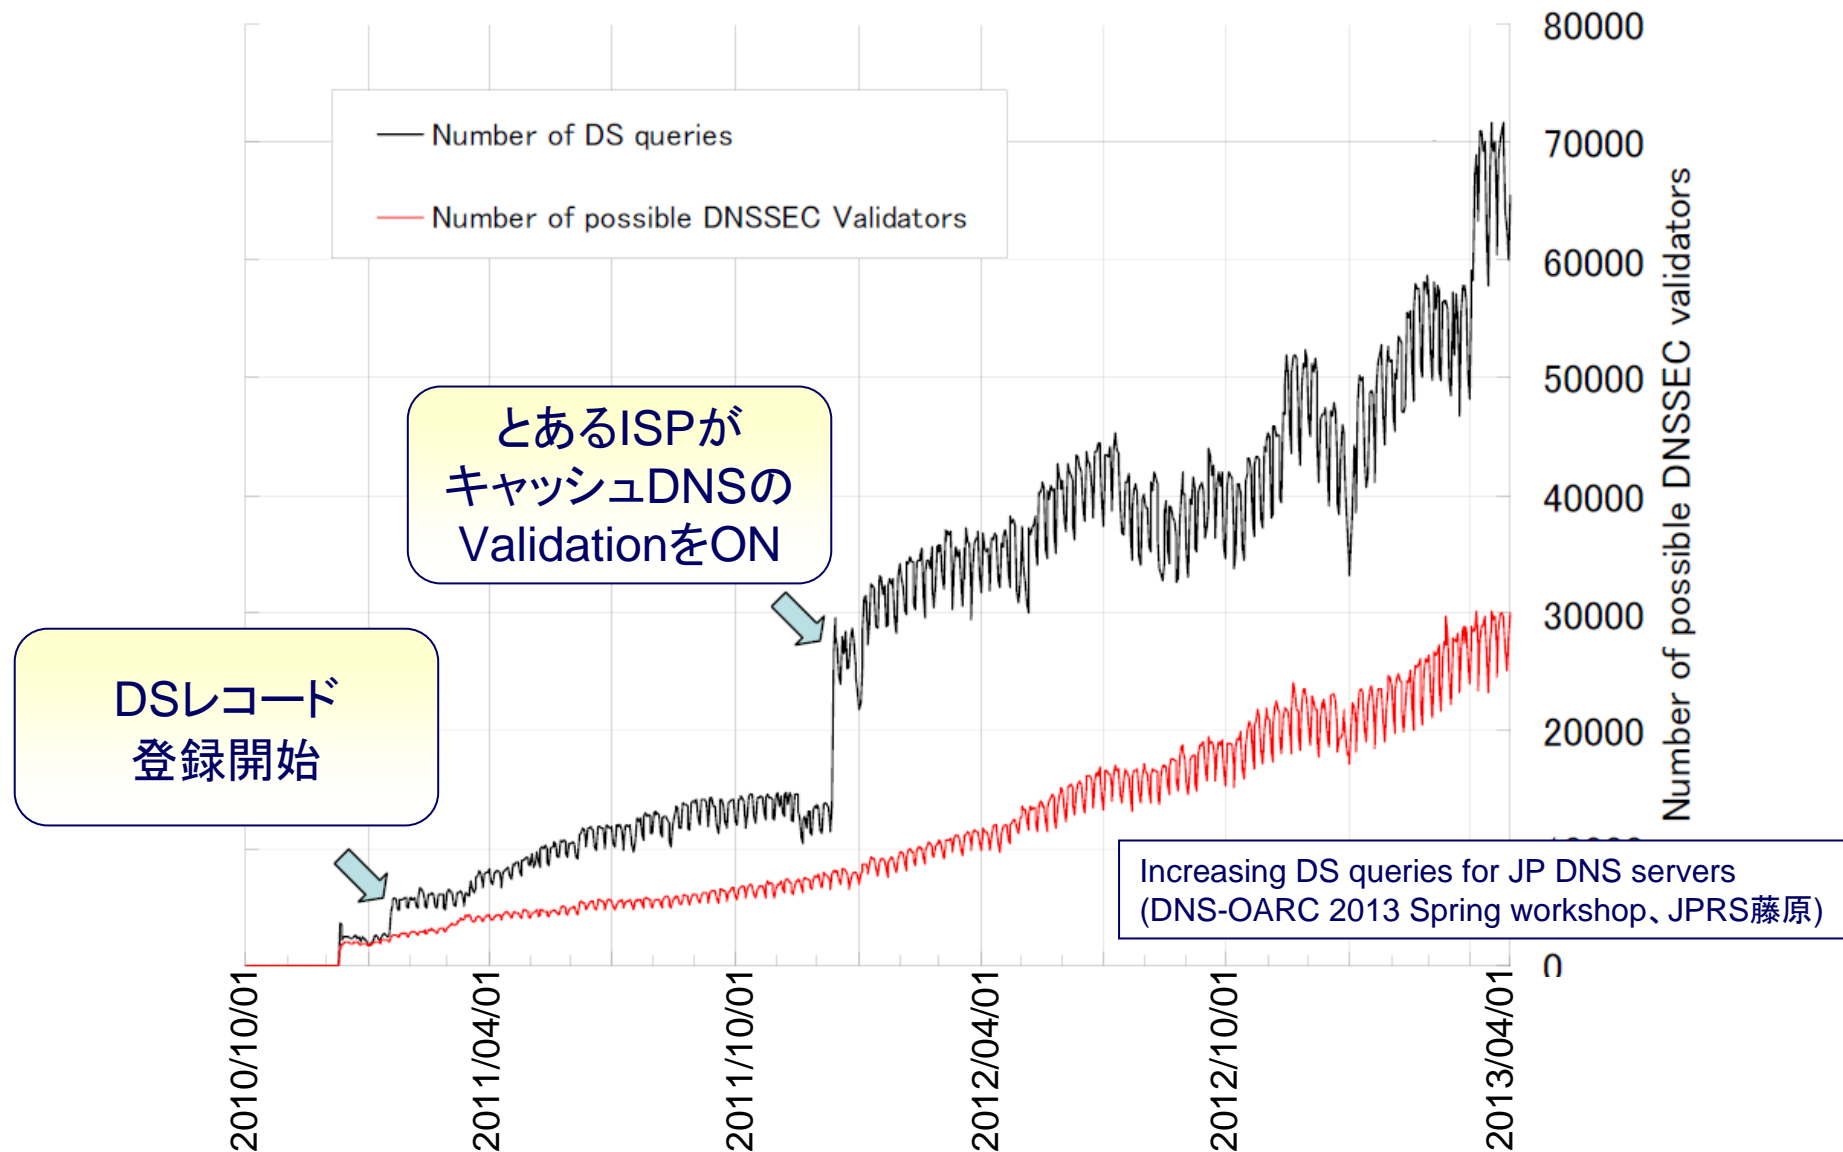 80000
Number of DS queries
70000
Number of possible DNSSEC Validators
60000
50000
とあるISPが
キャッシュDNSの
ValidationをON
40000
30000
DSレコード
登録開始
20000
Number of possible DNSSEC validators
Increasing DS queries for JP DNS servers
(DNS-OARC 2013 Spring workshop、JPRS藤原)
0
2010/10/01
2011/04/01
2011/10/01
2012/04/01
2012/10/01
2013/04/01